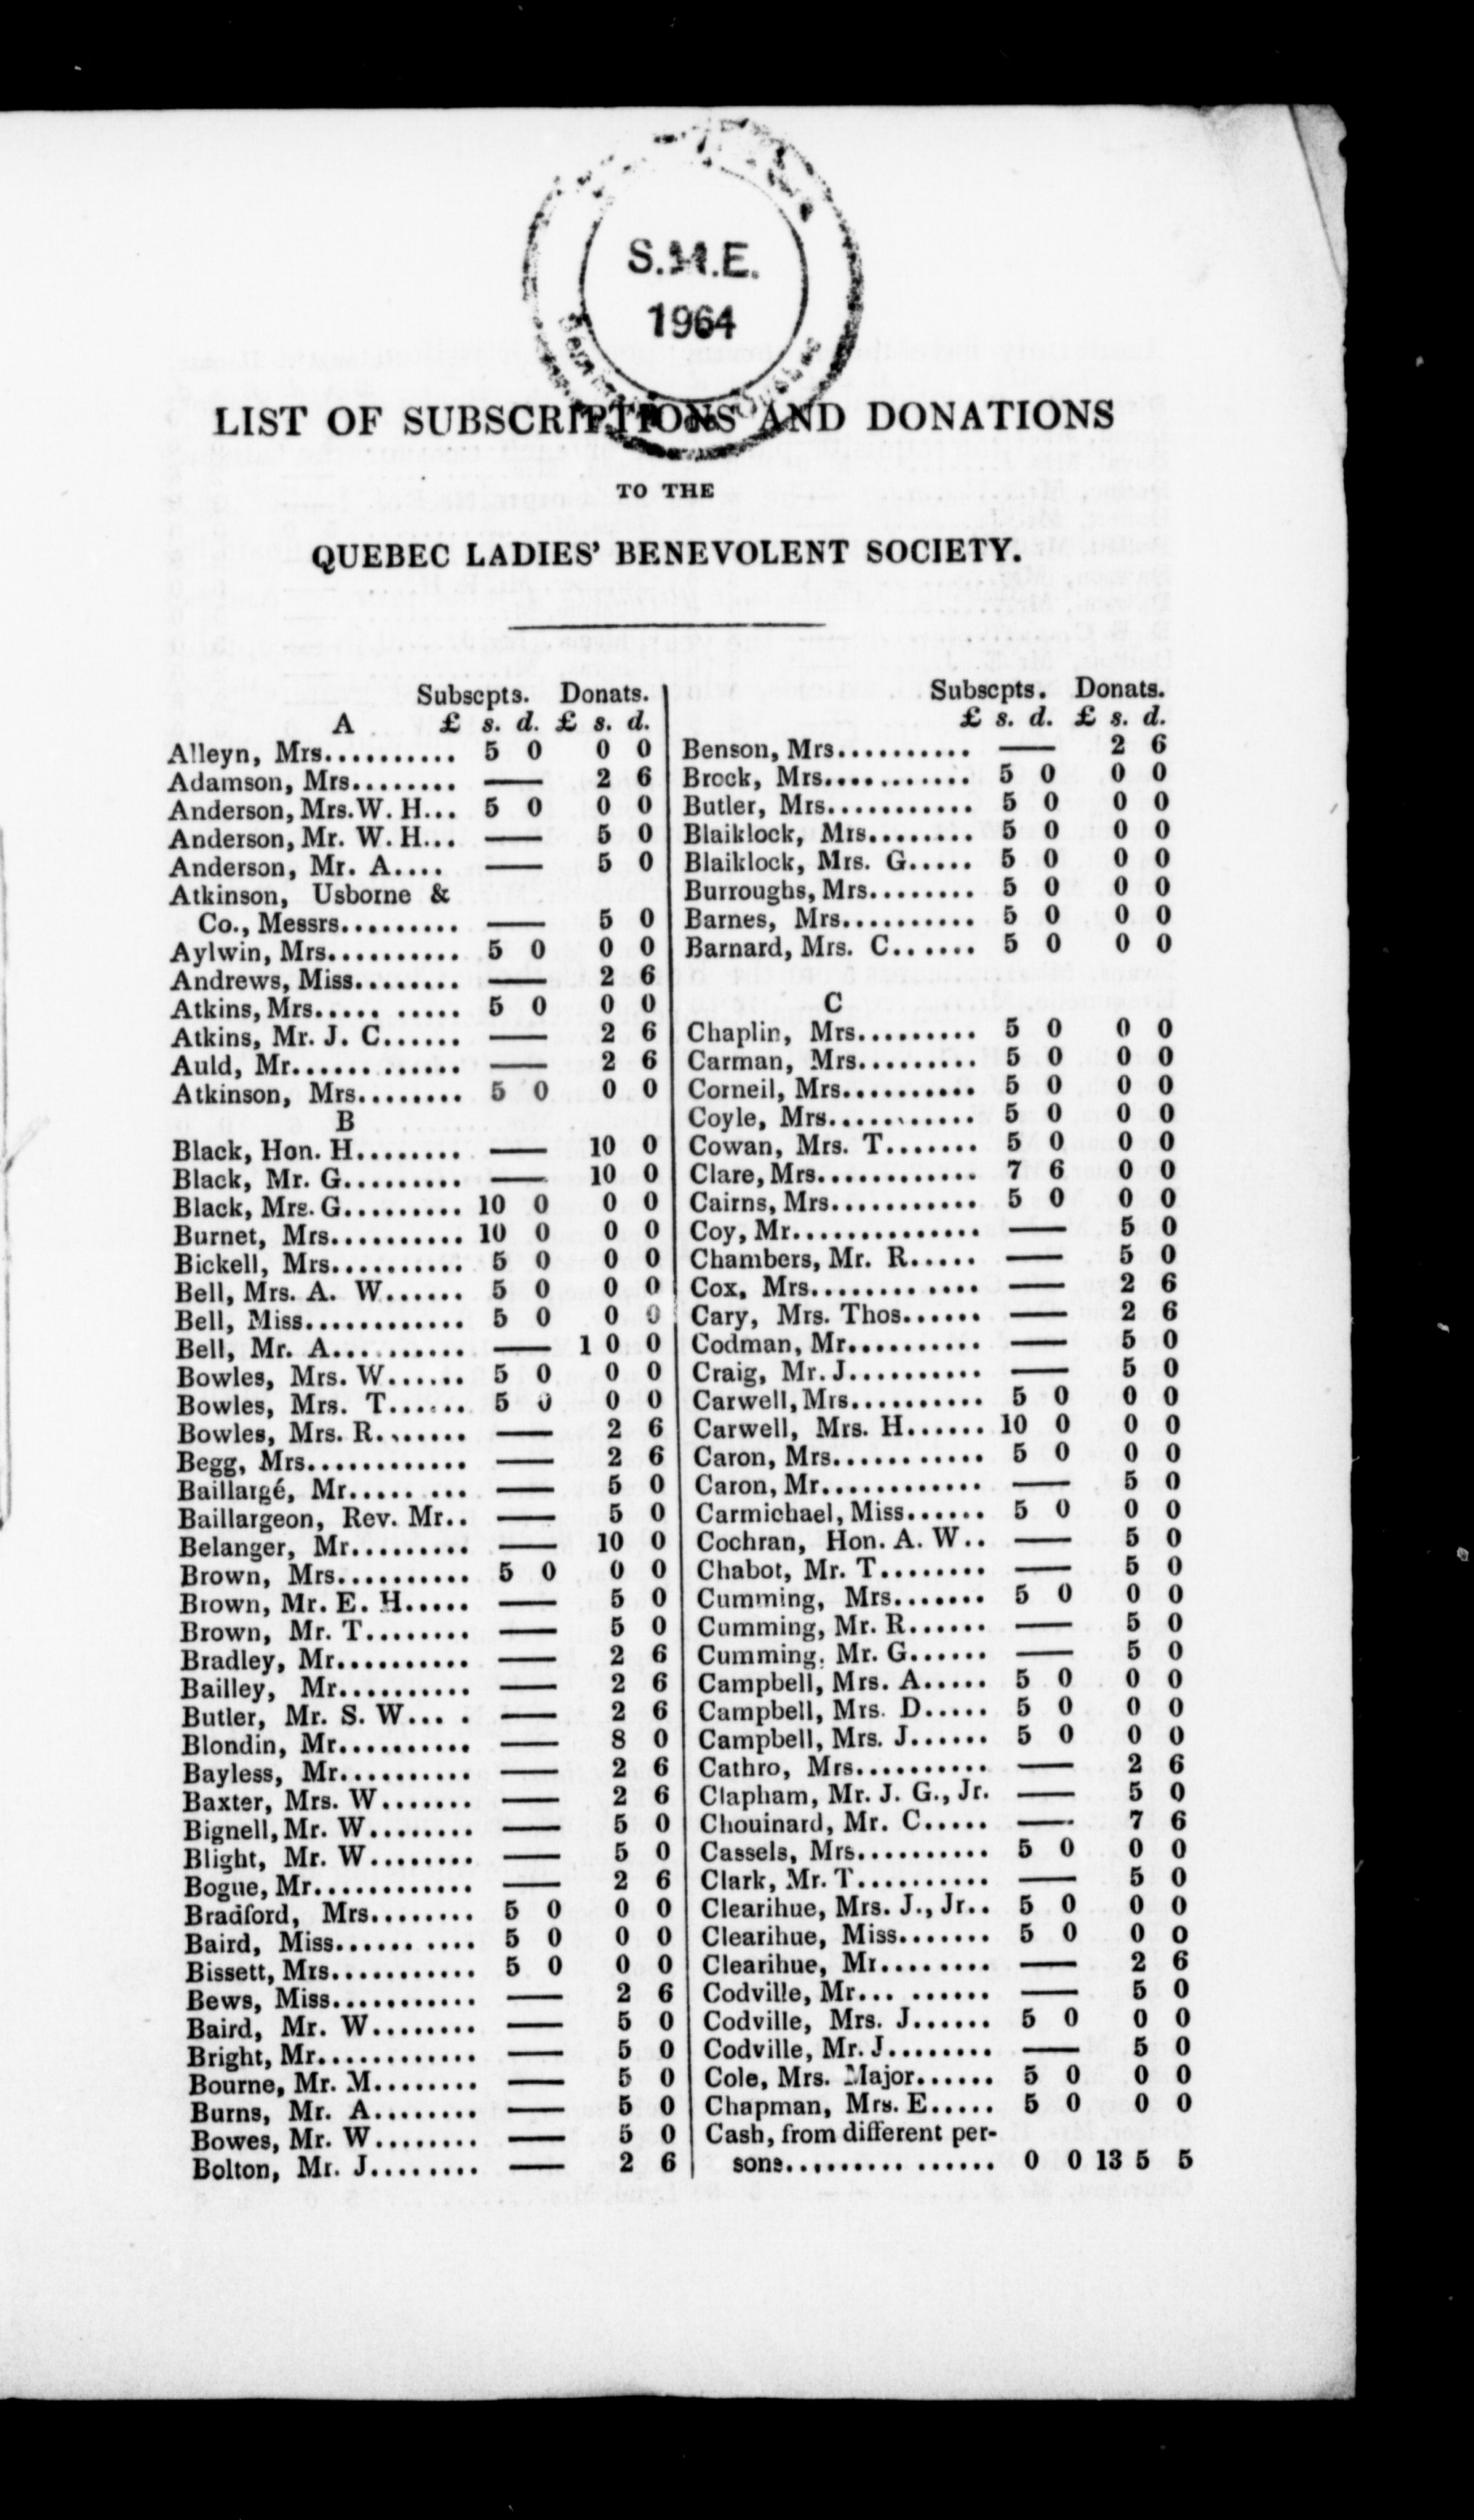 S.M.E.
1964
LIST OF SUBSCRIPTIONS AND DONATIONS
TO THE
QUEBEC LADIES' BENEVOLENT SOCIETY.
Subscpts. Donats.
A £ s. d. £ s. d.
Alleyn, Mrs.......... 5 0 0 0
Adamson, Mrs........ —— 2 6
Anderson, Mrs. W. H... 5 0 0 0
Anderson, Mr. W. H... —— 5 0
Anderson, Mr. A.... —— 5 0
Atkinson, Usborne &
Co., Messrs......... —— 5 0
Aylwin, Mrs.......... 5 0 0 0
Andrews, Miss........ —— 2 6
Atkins, Mrs..... ..... 5 0 0 0
Atkins, Mr. J. C...... —— 2 6
Auld, Mr...... ...... —— 2 6
Atkinson, Mrs........ 5 0 0 0
B
Black, Hon. H........ —— 10 0
Black, Mr. G......... —— 10 0
Black, Mrs. G......... 10 0 0 0
Burnet, Mrs.......... 10 0 0 0
Bickell, Mrs.......... 5 0 0 0
Bell, Mrs. A. W...... 5 0 0 0
Bell, Miss............ 5 0 0 0
Bell, Mr. A.......... —— 1 0 0
Bowles, Mrs. W...... 5 0 0 0
Bowles, Mrs. T...... 5 0 0 0
Bowles, Mrs. R....... —— 2 6
Begg, Mrs............ —— 2 6
Baillargé, Mr..... ... —— 5 0
Baillargeon, Rev. Mr.. —— 5 0
Belanger, Mr......... —— 10 0
Brown, Mrs.......... 5 0 0 0
Brown, Mr. E. H..... —— 5 0
Brown, Mr. T........ —— 5 0
Bradley, Mr.......... —— 2 6
Bailley, Mr.......... —— 2 6
Butler, Mr. S. W... . —— 2 6
Blondin, Mr.......... —— 8 0
Bayless, Mr.......... —— 2 6
Baxter, Mrs. W....... —— 2 6
Bignell, Mr. W........ —— 5 0
Blight, Mr. W........ —— 5 0
Bogue, Mr............ —— 2 6
Bradford, Mrs........ 5 0 0 0
Baird, Miss...... .... 5 0 0 0
Bissett, Mrs........... 5 0 0 0
Bews, Miss........... —— 2 6
Baird, Mr. W........ —— 5 0
Bright, Mr............ —— 5 0
Bourne, Mr. M........ —— 5 0
Burns, Mr. A........ —— 5 0
Bowes, Mr. W........ —— 5 0
Bolton, Mr. J........ —— 2 6
Subscpts. Donats.
£ s. d. £ s. d.
Benson, Mrs.......... —— 2 6
Brock, Mrs........... 5 0 0 0
Butler, Mrs........... 5 0 0 0
Blaiklock, Mrs........ 5 0 0 0
Blaiklock, Mrs. G..... 5 0 0 0
Burroughs, Mrs........ 5 0 0 0
Barnes, Mrs.......... 5 0 0 0
Barnard, Mrs. C...... 5 0 0 0
C
Chaplin, Mrs......... 5 0 0 0
Carman, Mrs......... 5 0 0 0
Corneil, Mrs.......... 5 0 0 0
Coyle, Mrs........... 5 0 0 0
Cowan, Mrs. T....... 5 0 0 0
Clare, Mrs............ 7 6 0 0
Cairns, Mrs........... 5 0 0 0
Coy, Mr.............. —— 5 0
Chambers, Mr. R..... —— 5 0
Cox, Mrs........ .... —— 2 6
Cary, Mrs. Thos...... —— 2 6
Codman, Mr.......... —— 5 0
Craig, Mr. J.......... —— 5 0
Carwell, Mrs.......... 5 0 0 0
Carwell, Mrs. H...... 10 0 0 0
Caron, Mrs........... 5 0 0 0
Caron, Mr............ —— 5 0
Carmichael, Miss...... 5 0 0 0
Cochran, Hon. A. W.. —— 5 0
Chabot, Mr. T........ —— 5 0
Cumming, Mrs....... 5 0 0 0
Cumming, Mr. R...... —— 5 0
Cumming, Mr. G...... —— 5 0
Campbell, Mrs. A..... 5 0 0 0
Campbell, Mrs. D..... 5 0 0 0
Campbell, Mrs. J...... 5 0 0 0
Cathro, Mrs.......... —— 2 6
Clapham, Mr. J. G., Jr. —— 5 0
Chouinard, Mr. C..... —— 7 6
Cassels, Mrs.......... 5 0 0 0
Clark, Mr. T.......... —— 5 0
Clearihue, Mrs. J., Jr.. 5 0 0 0
Clearihue, Miss....... 5 0 0 0
Clearihue, Mr........ —— 2 6
Codville, Mr... ...... —— 5 0
Codville, Mrs. J...... 5 0 0 0
Codville, Mr. J........ —— 5 0
Cole, Mrs. Major...... 5 0 0 0
Chapman, Mrs. E..... 5 0 0 0
Cash, from different per-
sons......... ...... 0 0 13 5 5